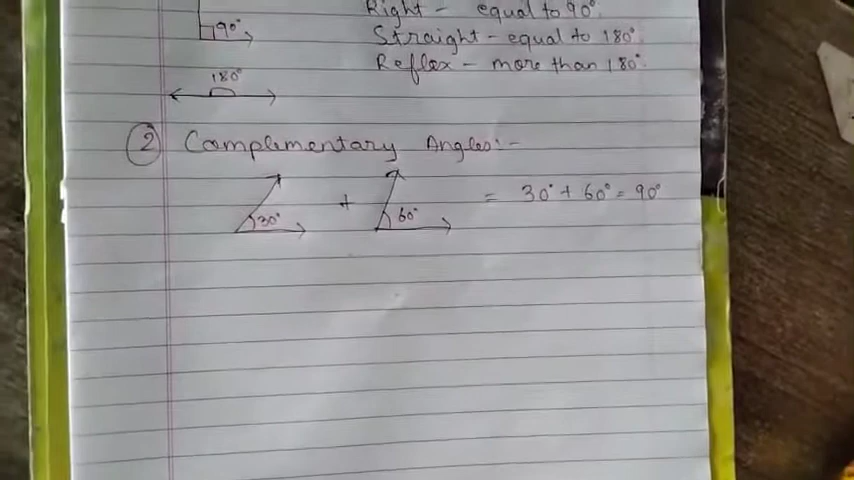 Right - equal to 90°.
90°
Straight - equal to 180°.
Reflex - more than 180°.
180°
2 Complementary Angles :-
30° + 60° = 30° + 60° = 90°